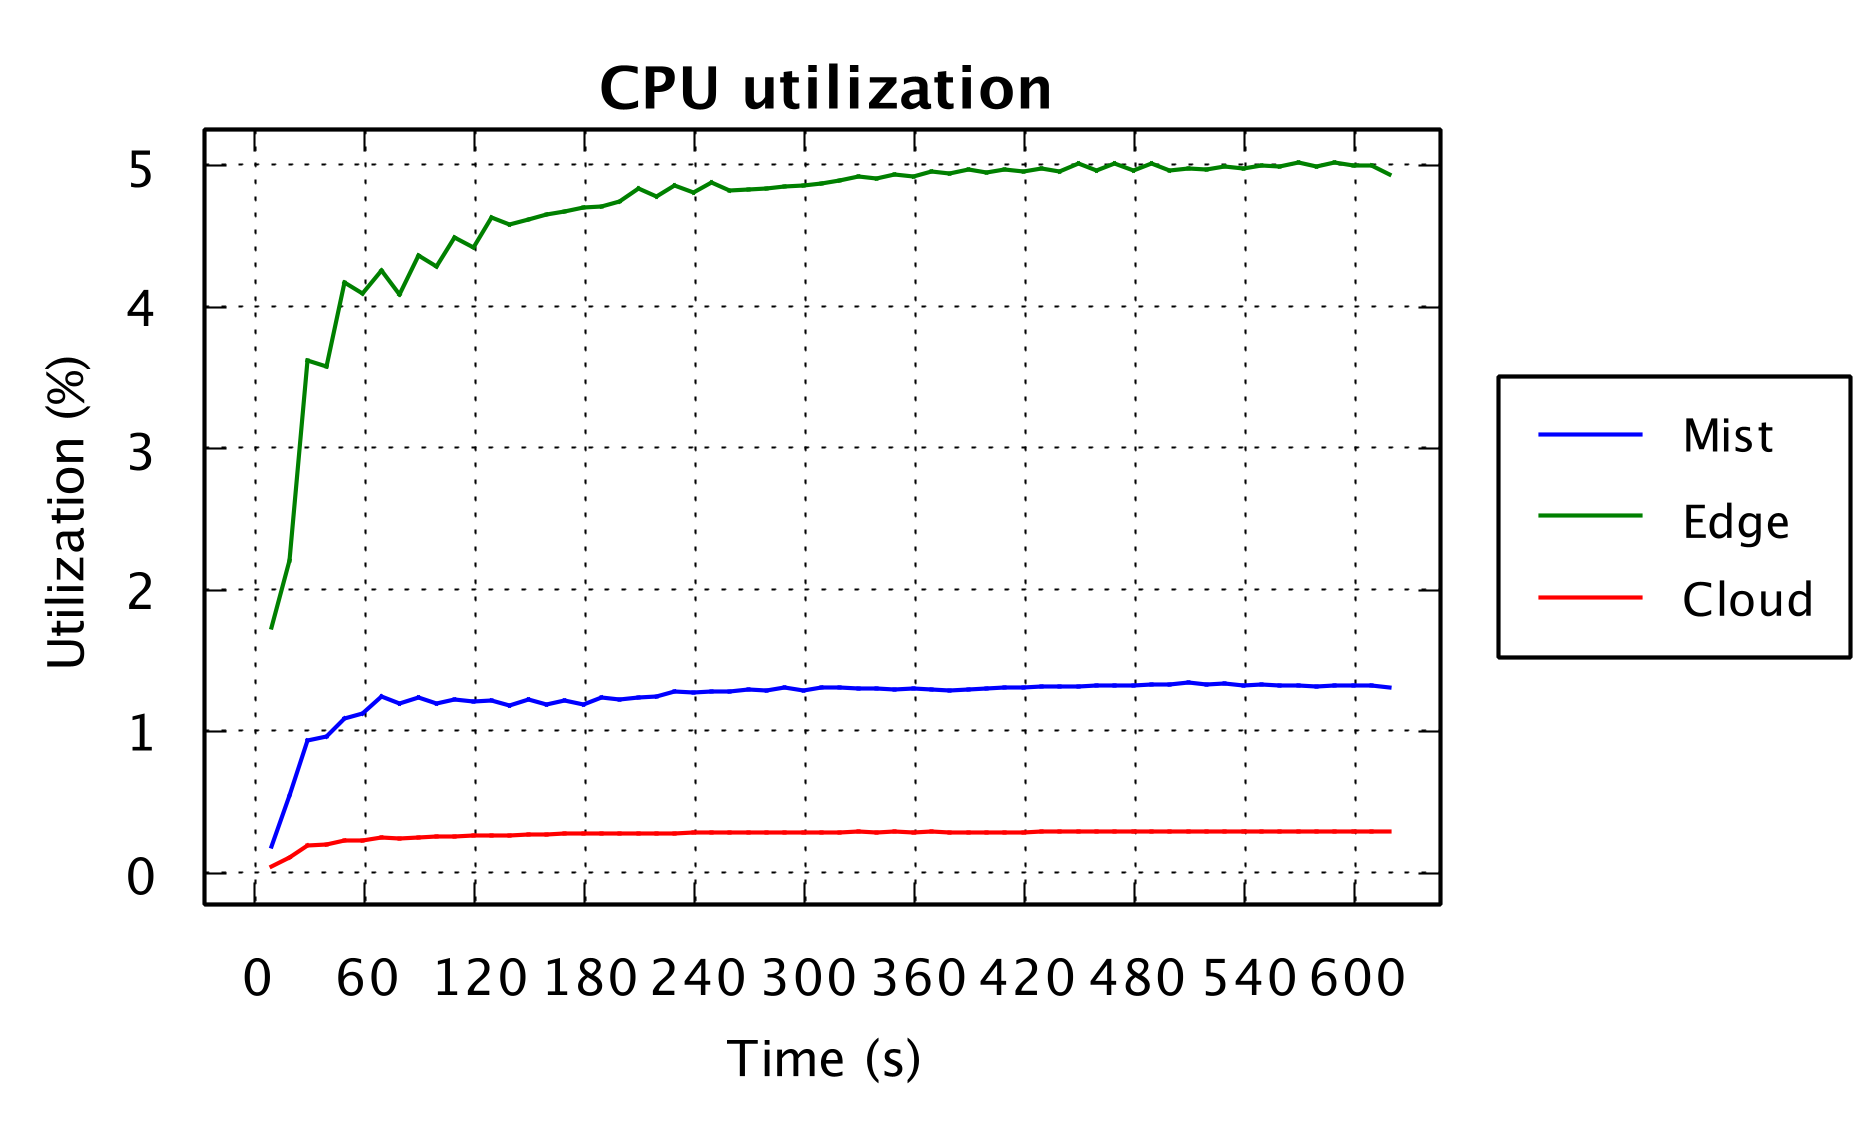 CPU utilization
Utilization (%)
5
4
3
2
1
0
0 60 120 180 240 300 360 420 480 540 600
Time (s)
Mist
Edge
Cloud